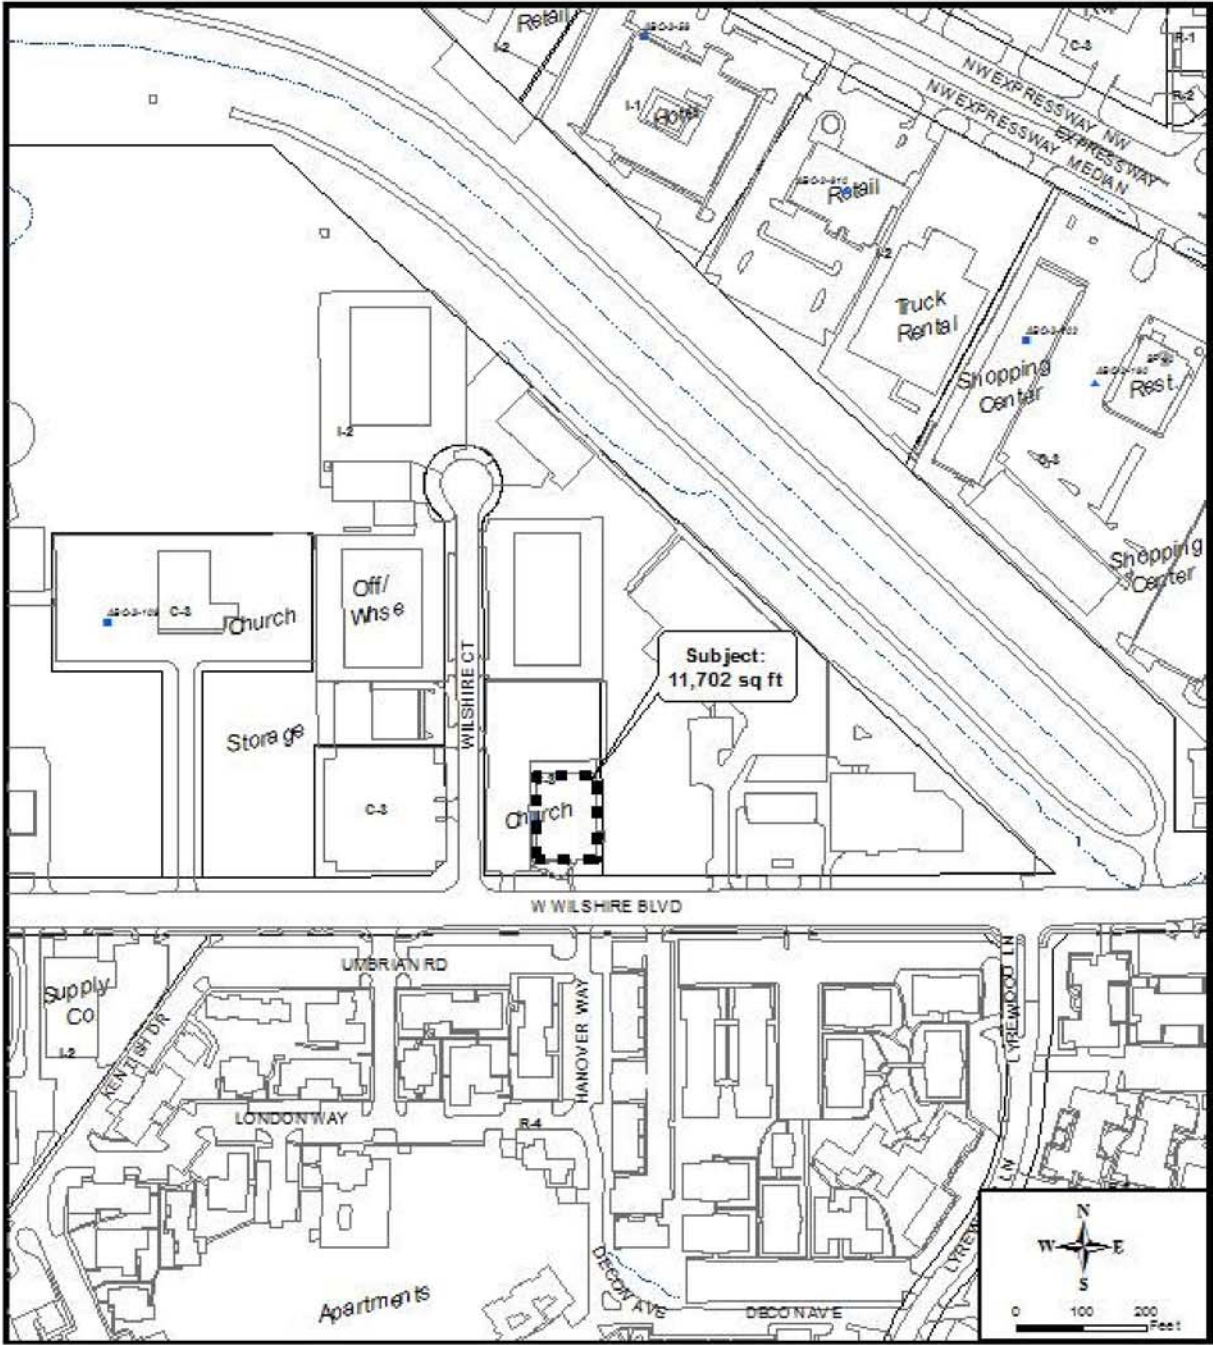 Retail
I-2
C-3
R-1
R-2
NW EXPRESSWAY NW
EXPRESSWAY
NW EXPRESSWAY MEDIAN
I-1
Hotel
Retail
I-2
Truck
Rental
Shopping
Center
Rest.
Shopping
Center
I-2
Off/
Whse
C-3
Church
WILSHIRE CT
Subject:
11,702 sq ft
Storage
C-3
Church
W WILSHIRE BLVD
UMBRIAN RD
Supply
Co
I-2
KENTISH DR
HANOVER WAY
LYREWOOD LN
LONDON WAY
R-4
LN
LYREW
DECON AVE
DECON AVE
Apartments
N
W
E
S
0
100
200
Feet